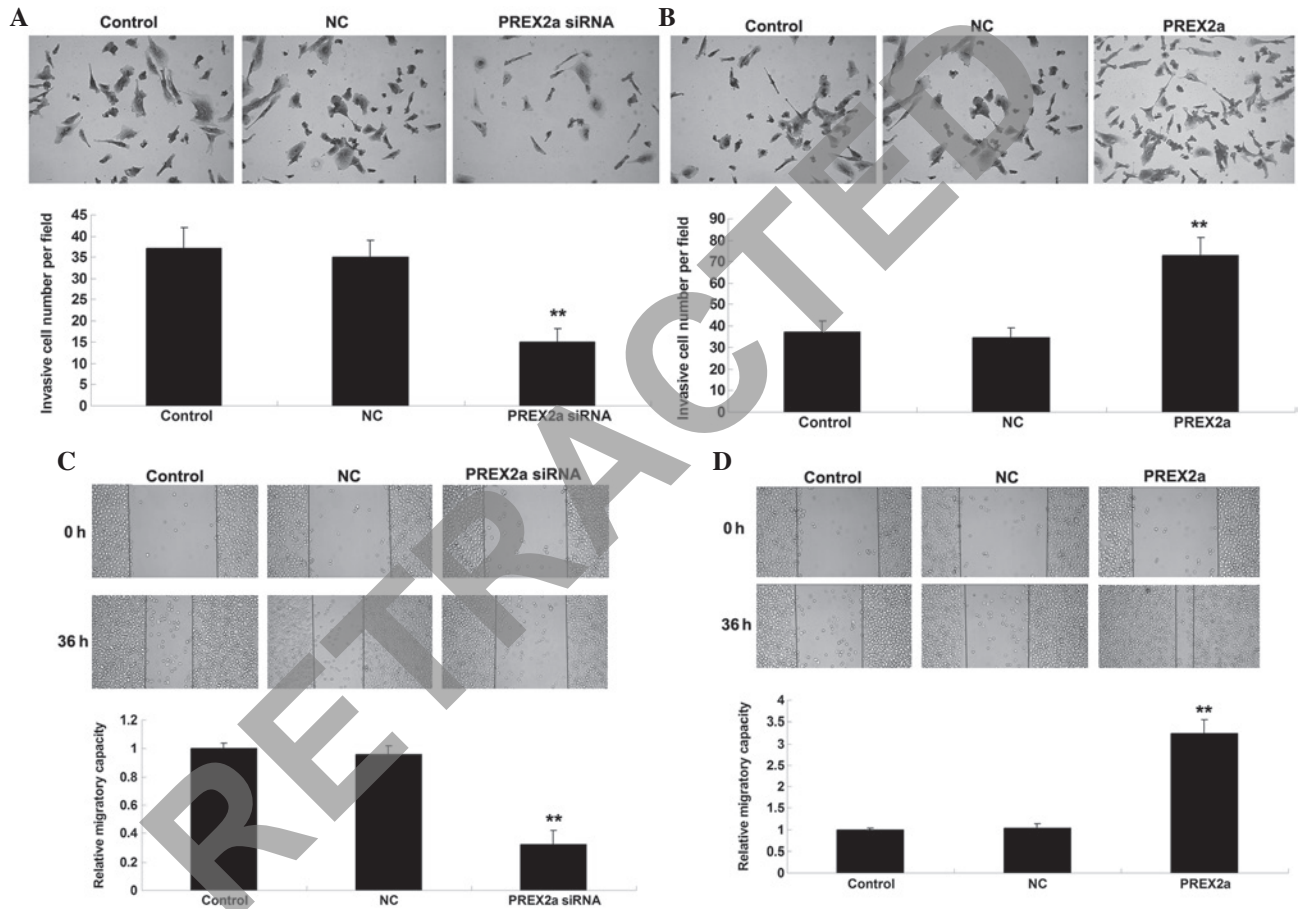 A
Control NC PREX2a siRNA
Invasive cell number per field
45
40
35
30
25
20
15
10
5
0
**
Control NC PREX2a siRNA
B
Control NC PREX2a
Invasive cell number per field
90
80
70
60
50
40
30
20
10
0
**
Control NC PREX2a
C
Control NC PREX2a siRNA
0 h
36 h
Relative migratory capacity
1.2
1
0.8
0.6
0.4
0.2
0
**
Control NC PREX2a siRNA
D
Control NC PREX2a
0 h
36 h
Relative migratory capacity
4
3.5
3
2.5
2
1.5
1
0.5
0
**
Control NC PREX2a
RETRACTED